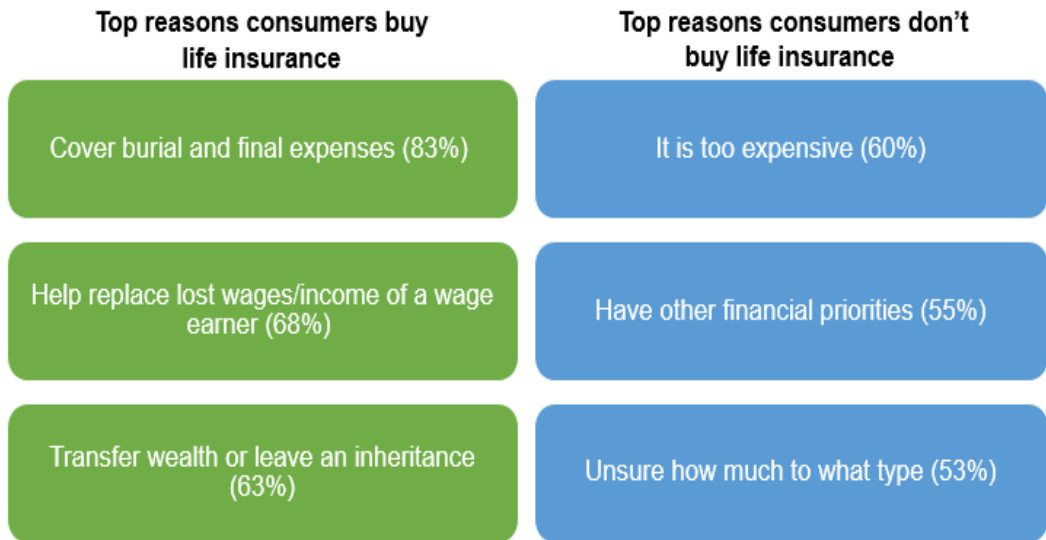 Top reasons consumers buy
life insurance
Cover burial and final expenses (83%)
Help replace lost wages/income of a wage
earner (68%)
Transfer wealth or leave an inheritance
(63%)
Top reasons consumers don’t
buy life insurance
It is too expensive (60%)
Have other financial priorities (55%)
Unsure how much to what type (53%)